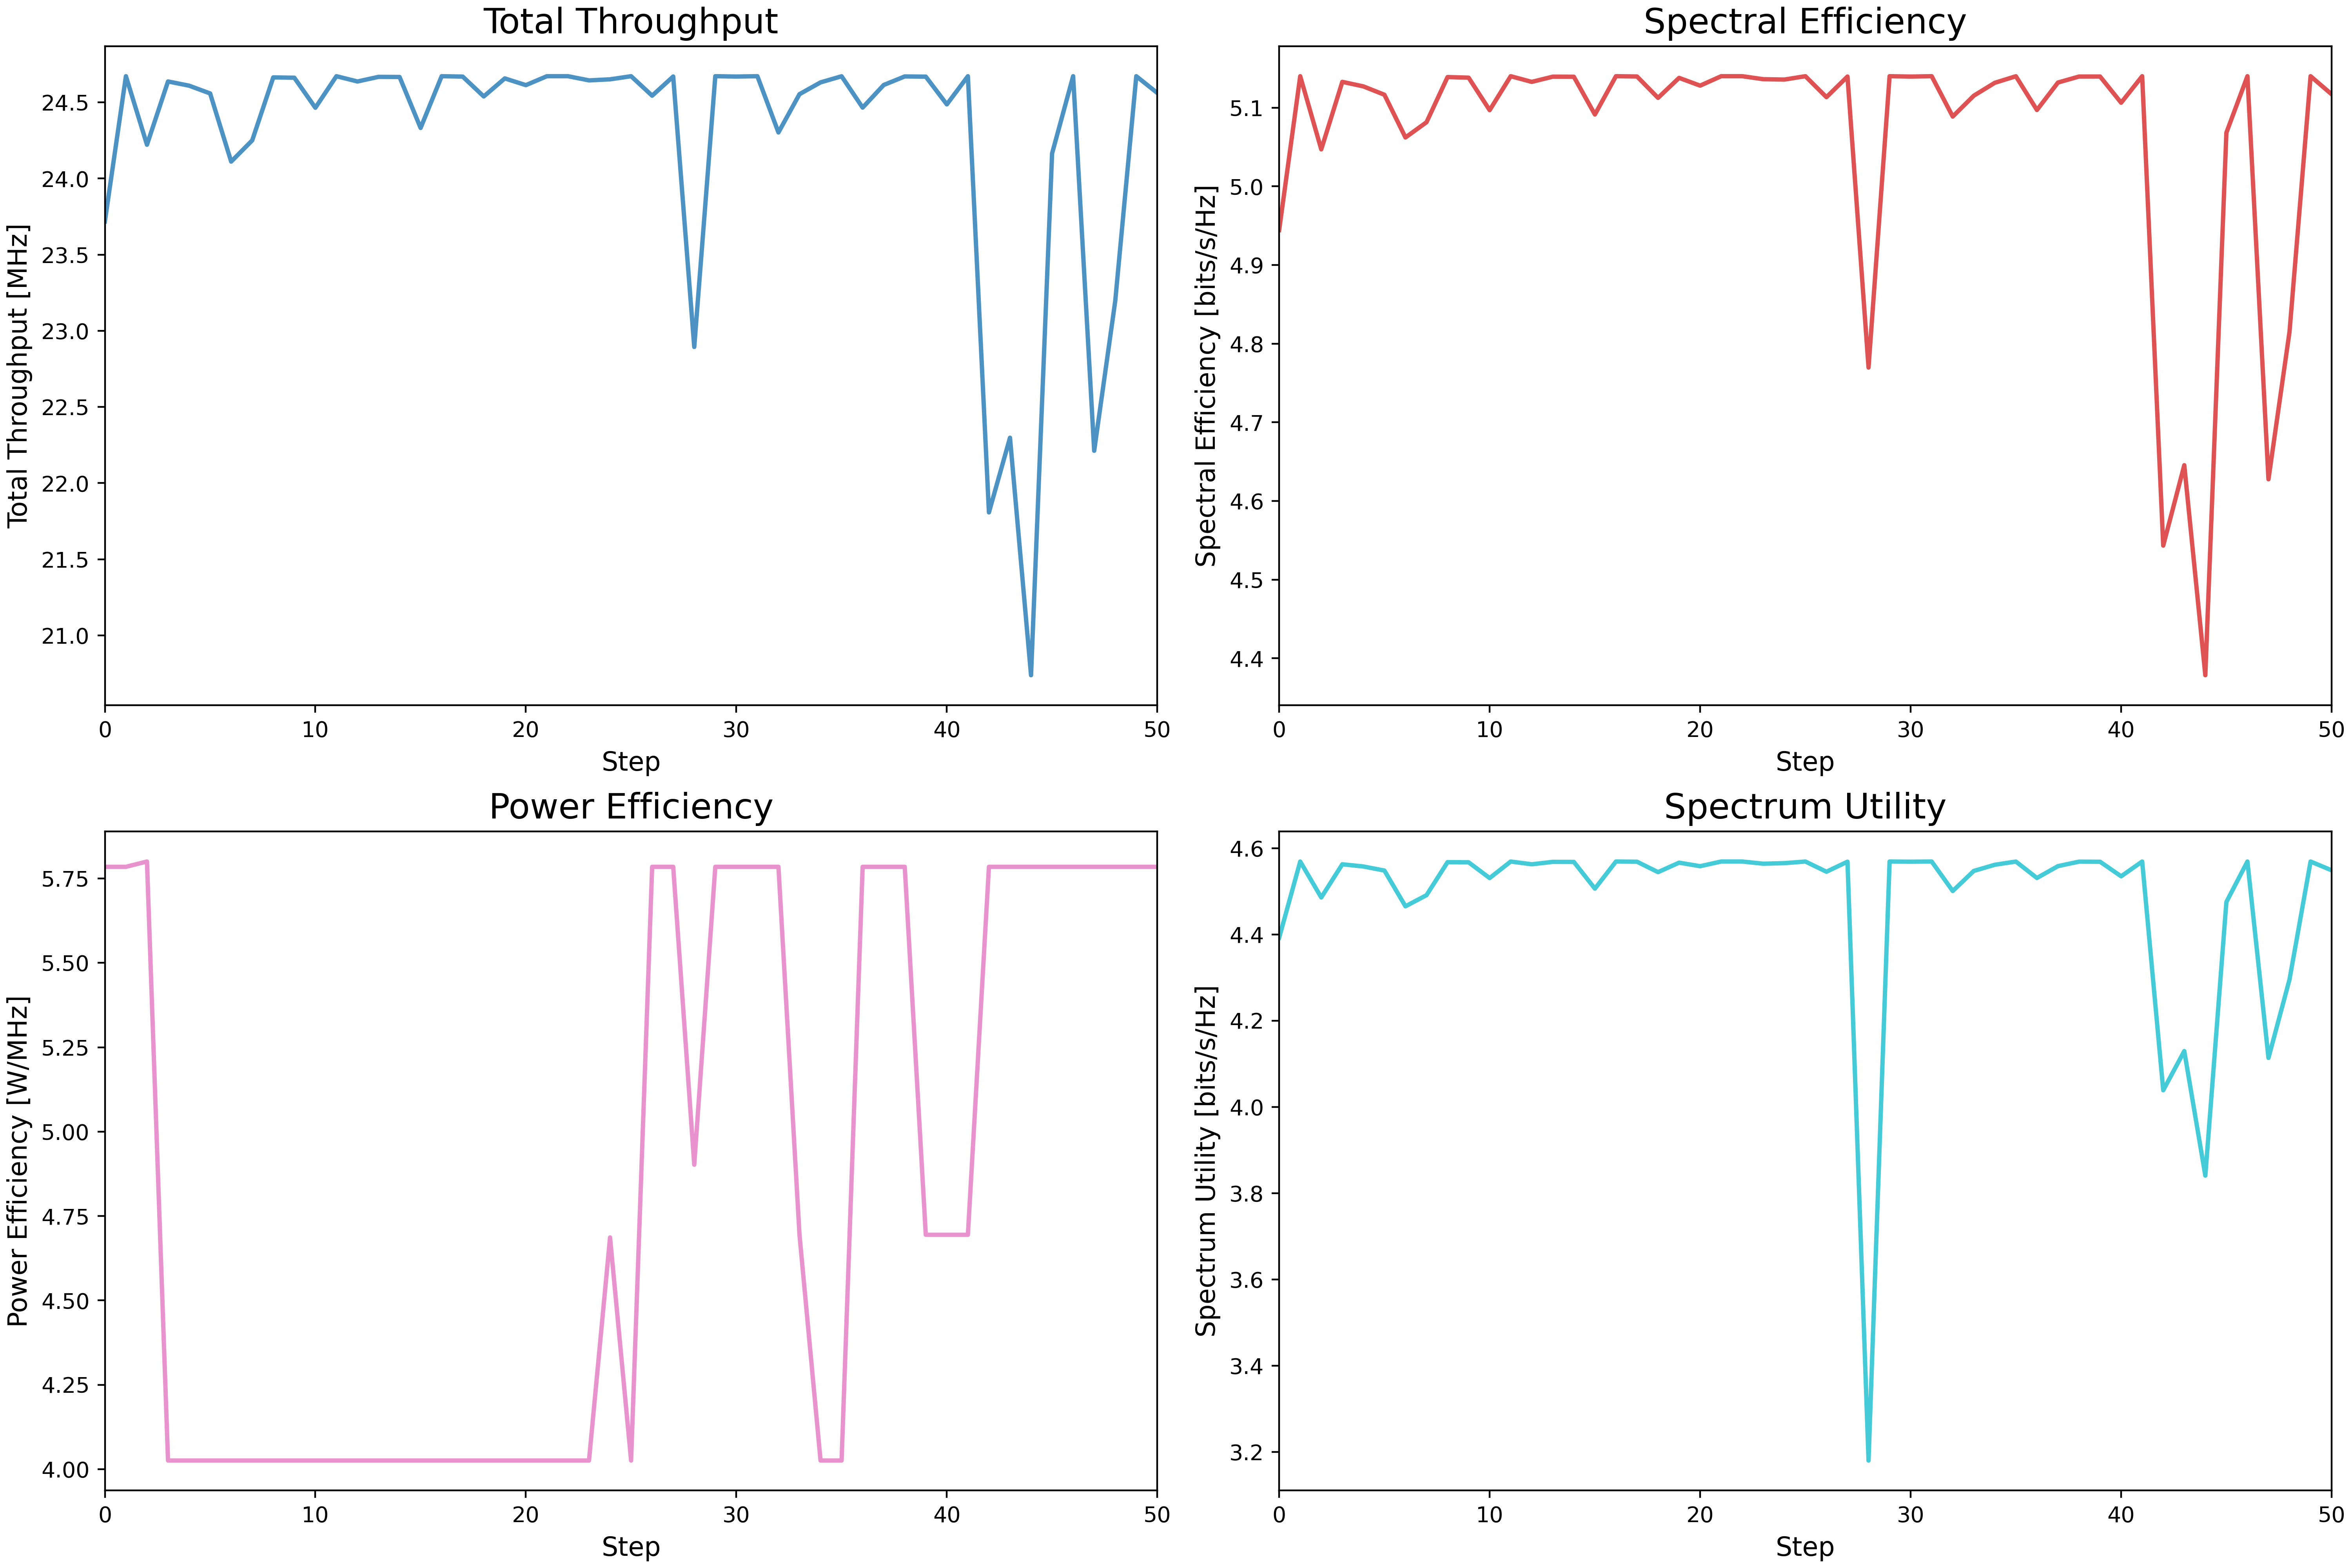 Total Throughput
Total Throughput [MHz]
24.5
24.0
23.5
23.0
22.5
22.0
21.5
21.0
0 10 20 30 40 50
Step
Spectral Efficiency
Spectral Efficiency [bits/s/Hz]
5.1
5.0
4.9
4.8
4.7
4.6
4.5
4.4
0 10 20 30 40 50
Step
Power Efficiency
Power Efficiency [W/MHz]
5.75
5.50
5.25
5.00
4.75
4.50
4.25
4.00
0 10 20 30 40 50
Step
Spectrum Utility
Spectrum Utility [bits/s/Hz]
4.6
4.4
4.2
4.0
3.8
3.6
3.4
3.2
0 10 20 30 40 50
Step